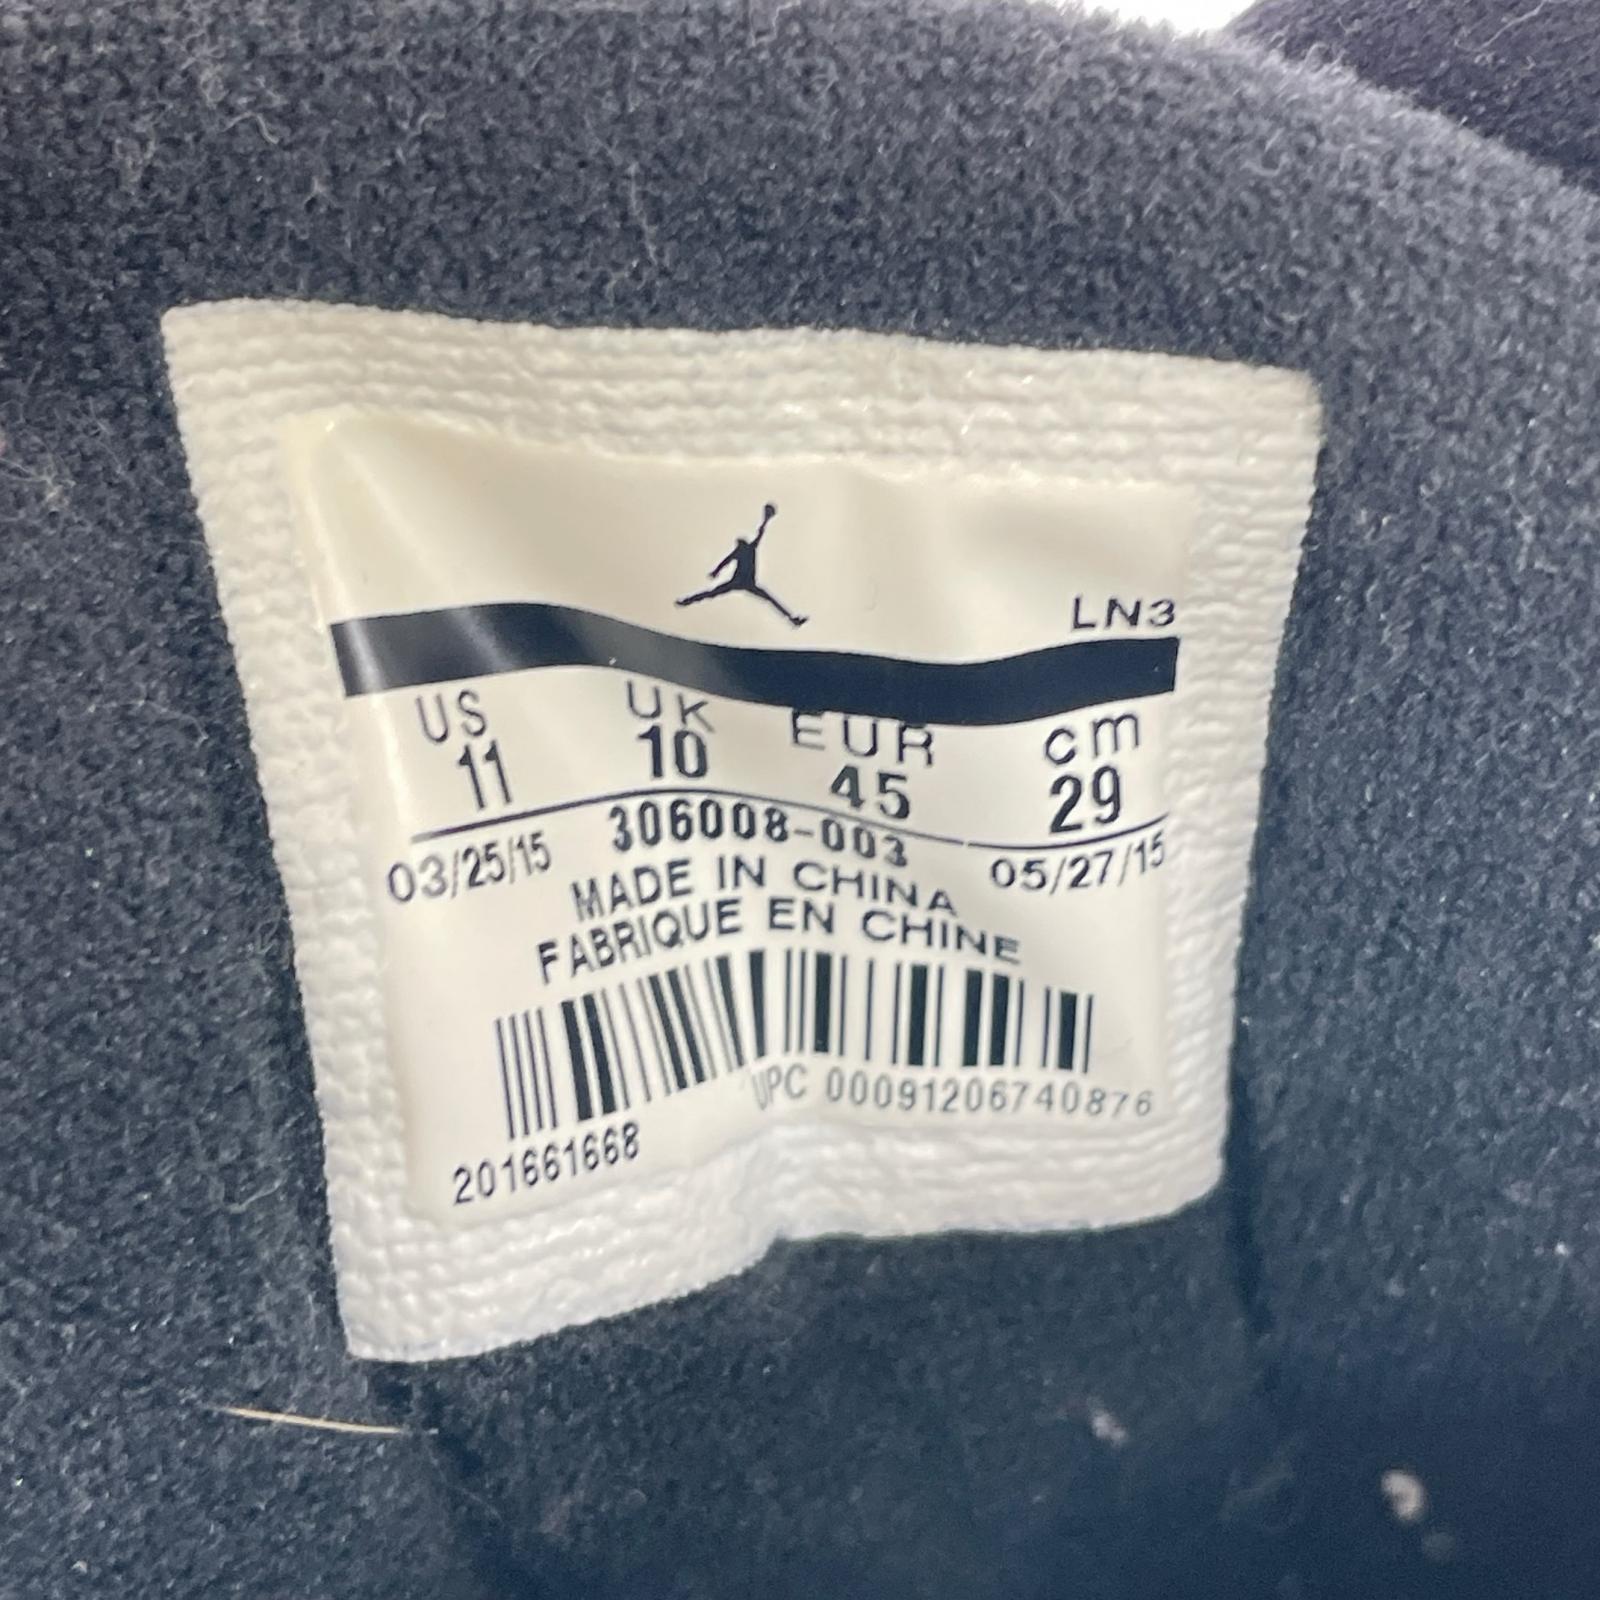 LN3
US UK EUR cm
11 10 45 29
03/25/15 306008-003 05/27/15
MADE IN CHINA
FABRIQUE EN CHINE
UPC 00091206740876
201661668